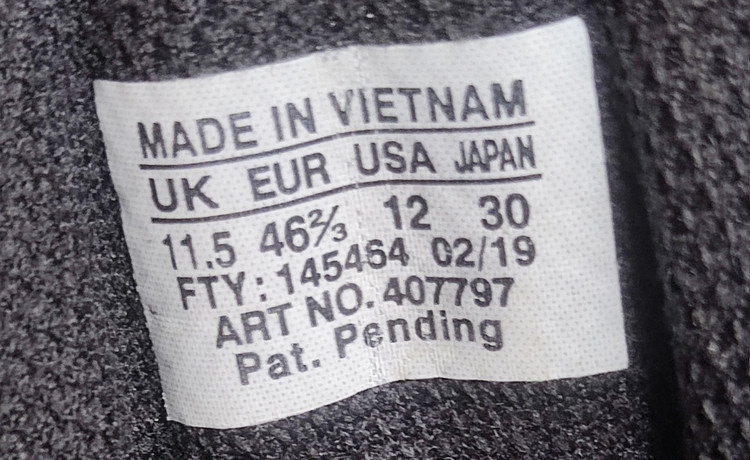 MADE IN VIETNAM
UK EUR USA JAPAN
11.5 46⅔ 12 30
FTY: 145464 02/19
ART NO. 407797
Pat. Pending